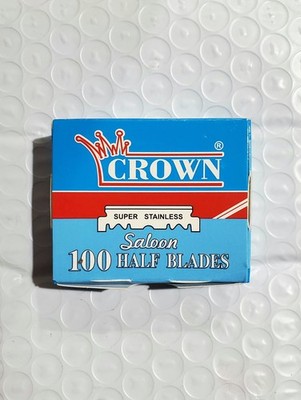 CROWN ®
SUPER STAINLESS
Saloon
100 HALF BLADES